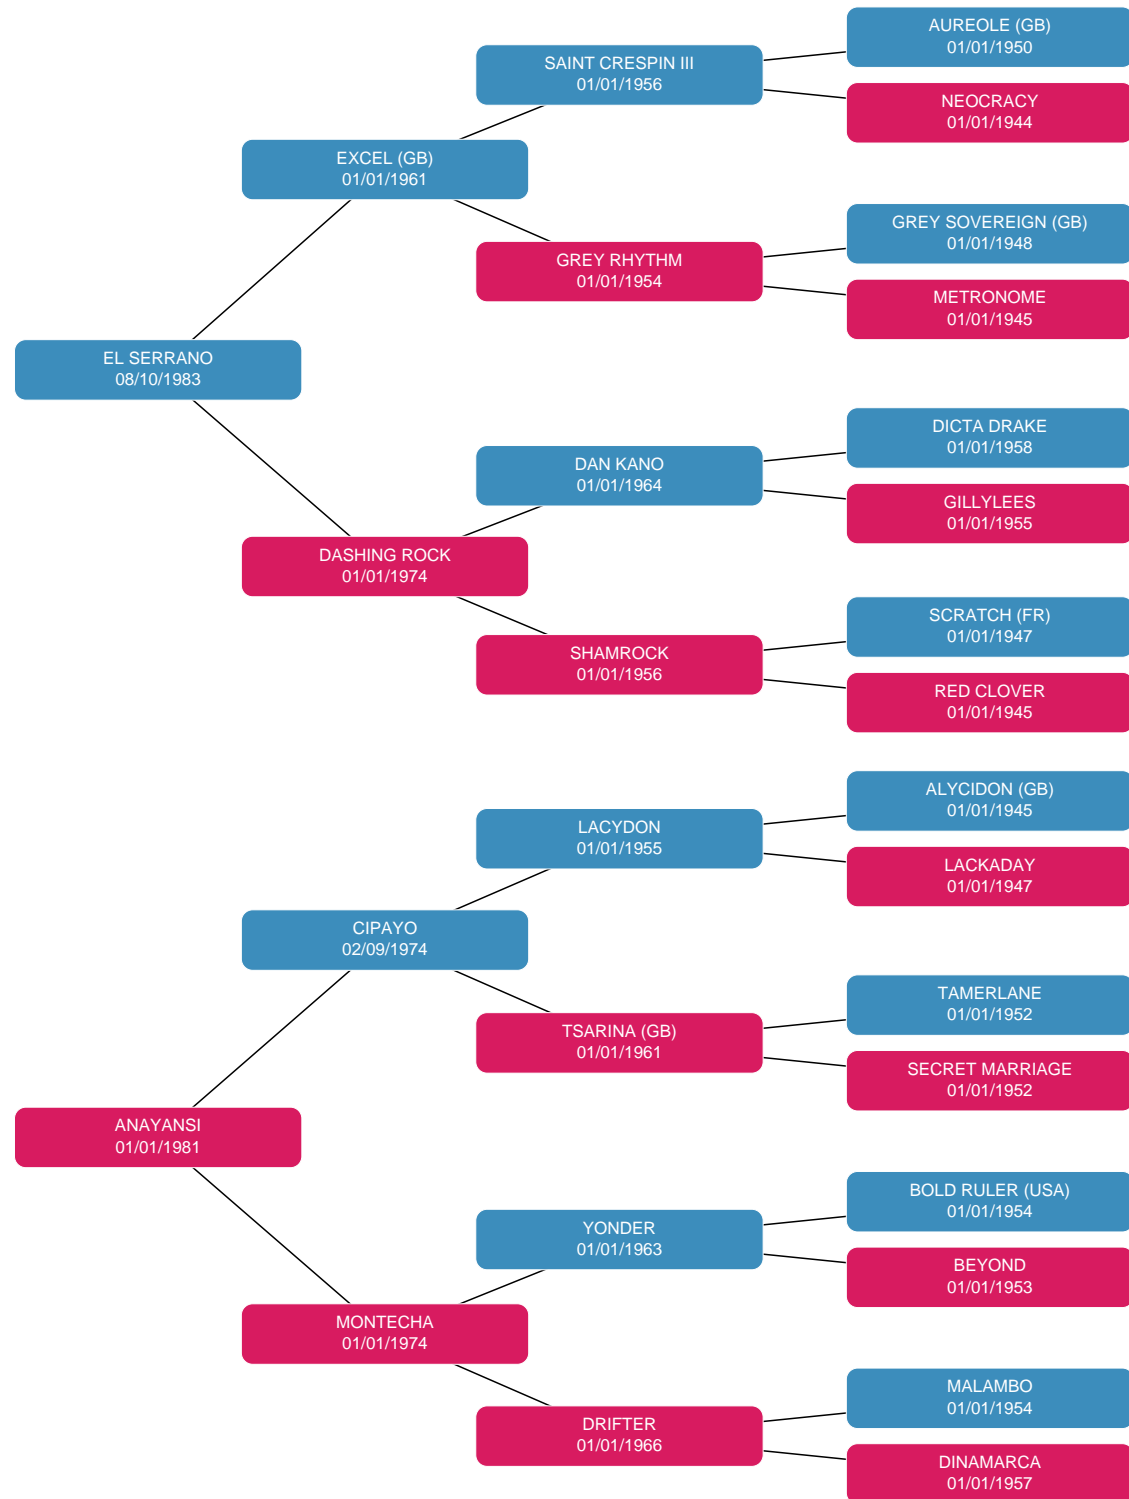 AUREOLE (GB)
01/01/1950
SAINT CRESPIN III
01/01/1956
NEOCRACY
01/01/1944
EXCEL (GB)
01/01/1961
GREY SOVEREIGN (GB)
01/01/1948
GREY RHYTHM
01/01/1954
METRONOME
01/01/1945
EL SERRANO
08/10/1983
DICTA DRAKE
01/01/1958
DAN KANO
01/01/1964
GILLYLEES
01/01/1955
DASHING ROCK
01/01/1974
SCRATCH (FR)
01/01/1947
SHAMROCK
01/01/1956
RED CLOVER
01/01/1945
ALYCIDON (GB)
01/01/1945
LACYDON
01/01/1955
LACKADAY
01/01/1947
CIPAYO
02/09/1974
TAMERLANE
01/01/1952
TSARINA (GB)
01/01/1961
SECRET MARRIAGE
01/01/1952
ANAYANSI
01/01/1981
BOLD RULER (USA)
01/01/1954
YONDER
01/01/1963
BEYOND
01/01/1953
MONTECHA
01/01/1974
MALAMBO
01/01/1954
DRIFTER
01/01/1966
DINAMARCA
01/01/1957